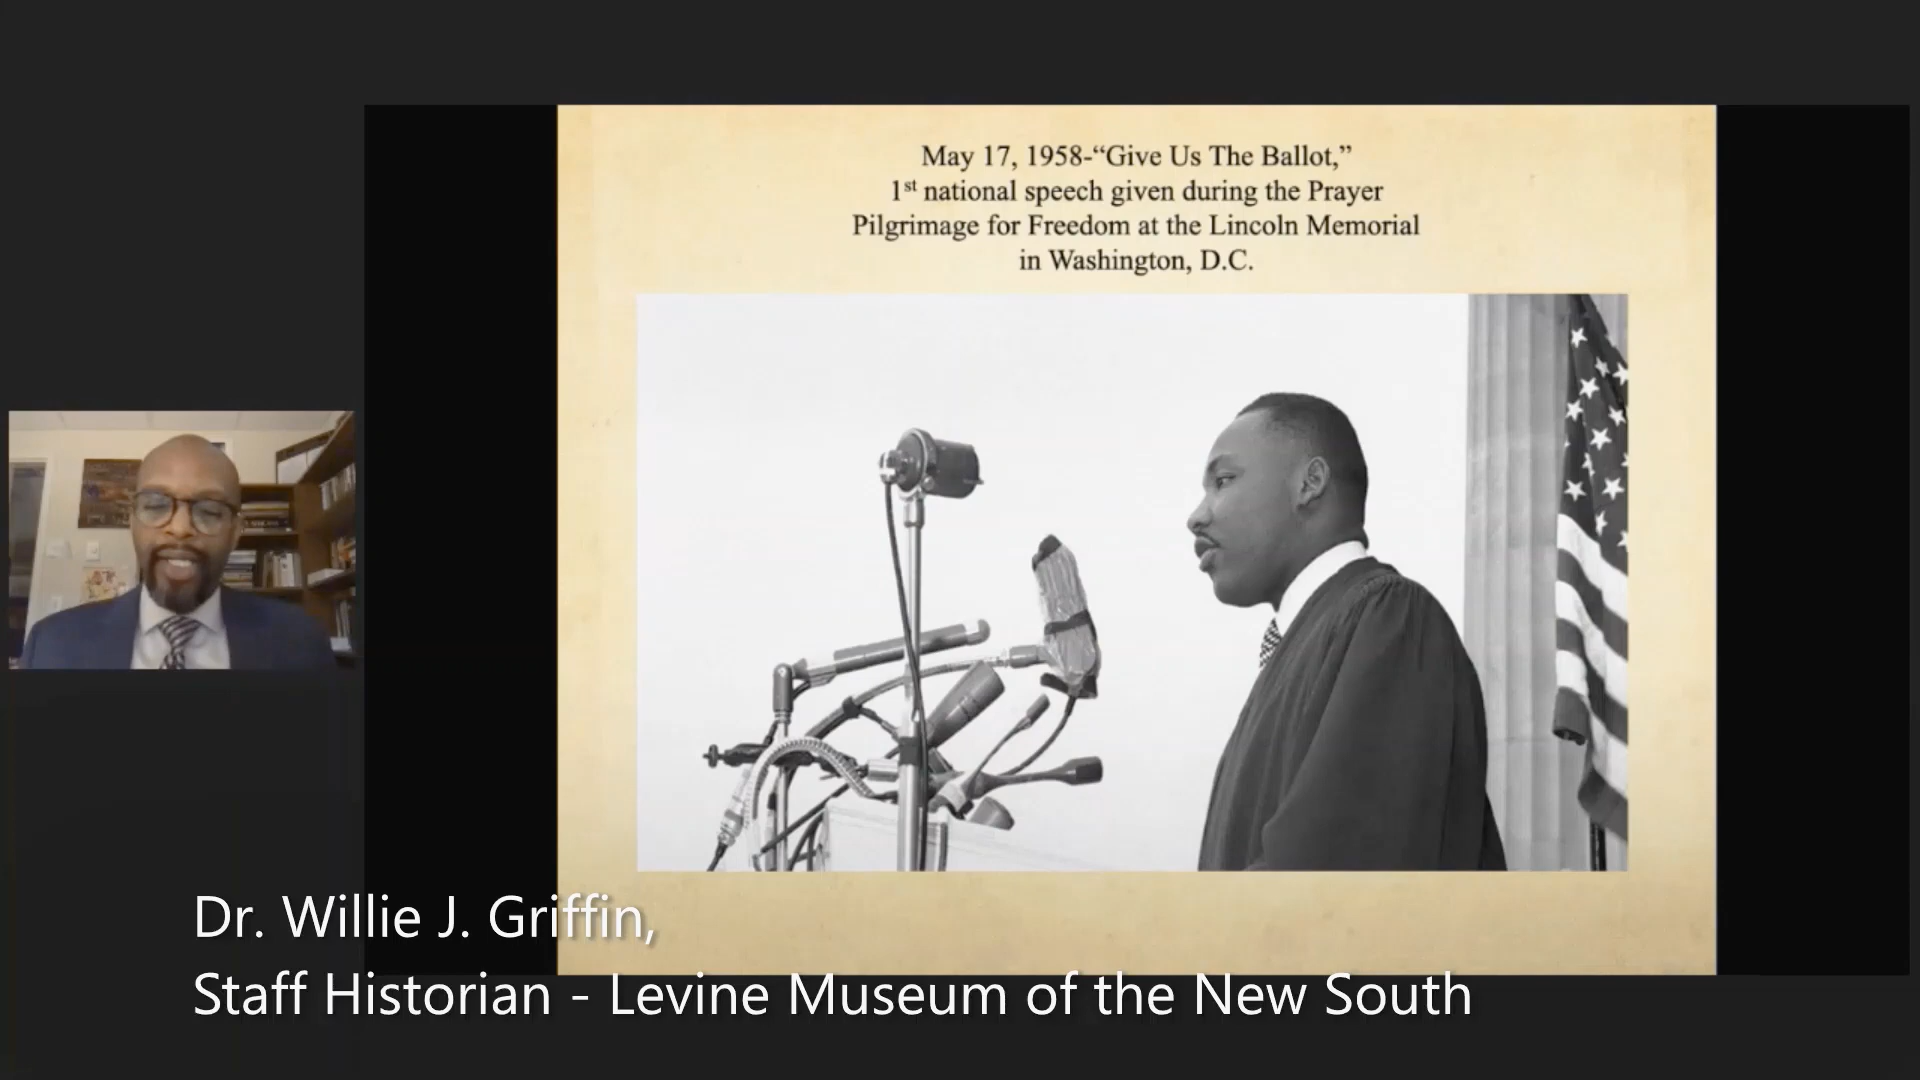 May 17, 1958-“Give Us The Ballot,”
1st national speech given during the Prayer
Pilgrimage for Freedom at the Lincoln Memorial
in Washington, D.C.
Dr. Willie J. Griffin,
Staff Historian - Levine Museum of the New South